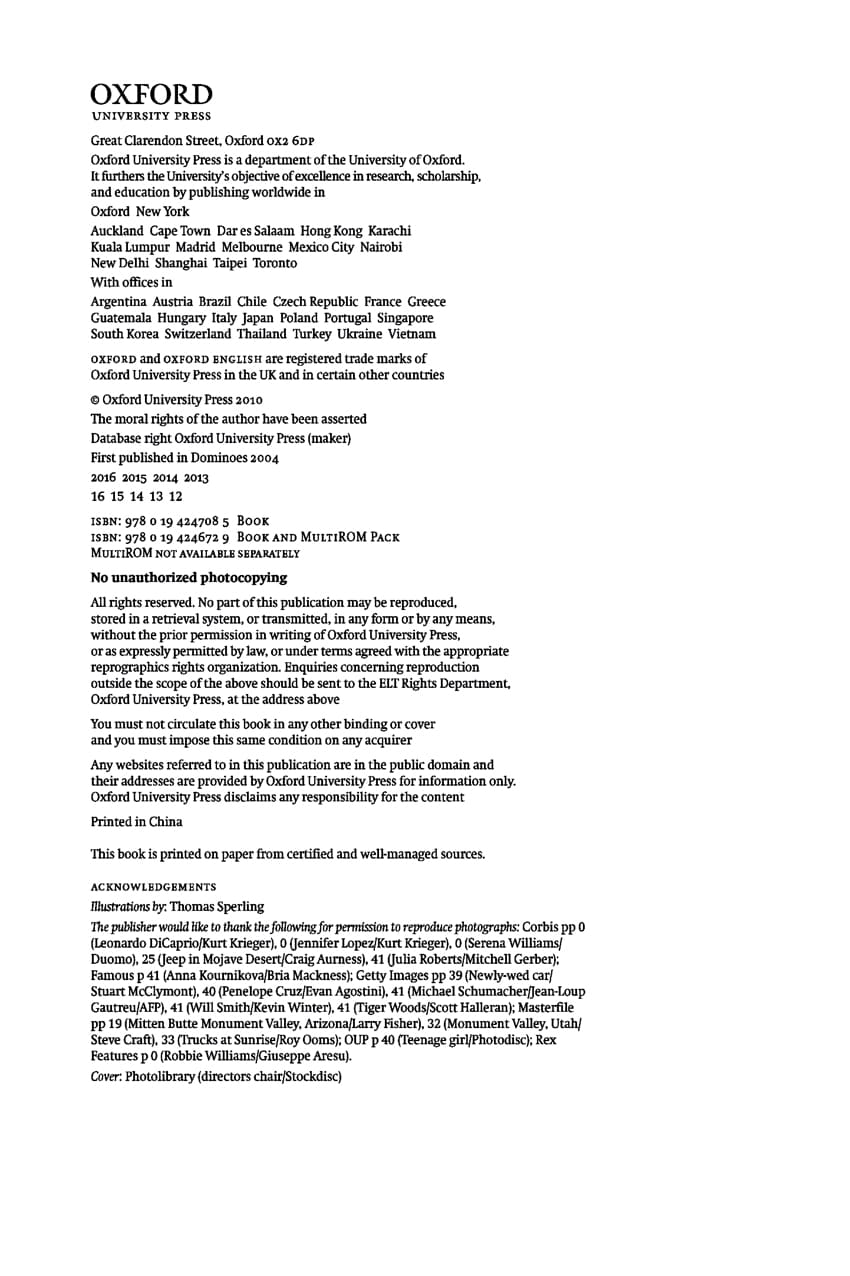 OXFORD
UNIVERSITY PRESS
Great Clarendon Street, Oxford OX2 6DP
Oxford University Press is a department of the University of Oxford.
It furthers the University's objective of excellence in research, scholarship,
and education by publishing worldwide in
Oxford New York
Auckland Cape Town Dar es Salaam Hong Kong Karachi
Kuala Lumpur Madrid Melbourne Mexico City Nairobi
New Delhi Shanghai Taipei Toronto
With offices in
Argentina Austria Brazil Chile Czech Republic France Greece
Guatemala Hungary Italy Japan Poland Portugal Singapore
South Korea Switzerland Thailand Turkey Ukraine Vietnam
OXFORD and OXFORD ENGLISH are registered trade marks of
Oxford University Press in the UK and in certain other countries
© Oxford University Press 2010
The moral rights of the author have been asserted
Database right Oxford University Press (maker)
First published in Dominoes 2004
2016 2015 2014 2013
16 15 14 13 12
ISBN: 978 0 19 424708 5 BOOK
ISBN: 978 0 19 424672 9 BOOK AND MULTIROM PACK
MULTIROM NOT AVAILABLE SEPARATELY
No unauthorized photocopying
All rights reserved. No part of this publication may be reproduced,
stored in a retrieval system, or transmitted, in any form or by any means,
without the prior permission in writing of Oxford University Press,
or as expressly permitted by law, or under terms agreed with the appropriate
reprographics rights organization. Enquiries concerning reproduction
outside the scope of the above should be sent to the ELT Rights Department,
Oxford University Press, at the address above
You must not circulate this book in any other binding or cover
and you must impose this same condition on any acquirer
Any websites referred to in this publication are in the public domain and
their addresses are provided by Oxford University Press for information only.
Oxford University Press disclaims any responsibility for the content
Printed in China
This book is printed on paper from certified and well-managed sources.
ACKNOWLEDGEMENTS
Illustrations by: Thomas Sperling
The publisher would like to thank the following for permission to reproduce photographs: Corbis pp 0
(Leonardo DiCaprio/Kurt Krieger), 0 (Jennifer Lopez/Kurt Krieger), 0 (Serena Williams/
Duomo), 25 (Jeep in Mojave Desert/Craig Aurness), 41 (Julia Roberts/Mitchell Gerber);
Famous p 41 (Anna Kournikova/Bria Mackness); Getty Images pp 39 (Newly-wed car/
Stuart McClymont), 40 (Penelope Cruz/Evan Agostini), 41 (Michael Schumacher/Jean-Loup
Gautreu/AFP), 41 (Will Smith/Kevin Winter), 41 (Tiger Woods/Scott Halleran); Masterfile
pp 19 (Mitten Butte Monument Valley, Arizona/Larry Fisher), 32 (Monument Valley, Utah/
Steve Craft), 33 (Trucks at Sunrise/Roy Ooms); OUP p 40 (Teenage girl/Photodisc); Rex
Features p 0 (Robbie Williams/Giuseppe Aresu).
Cover: Photolibrary (directors chair/Stockdisc)